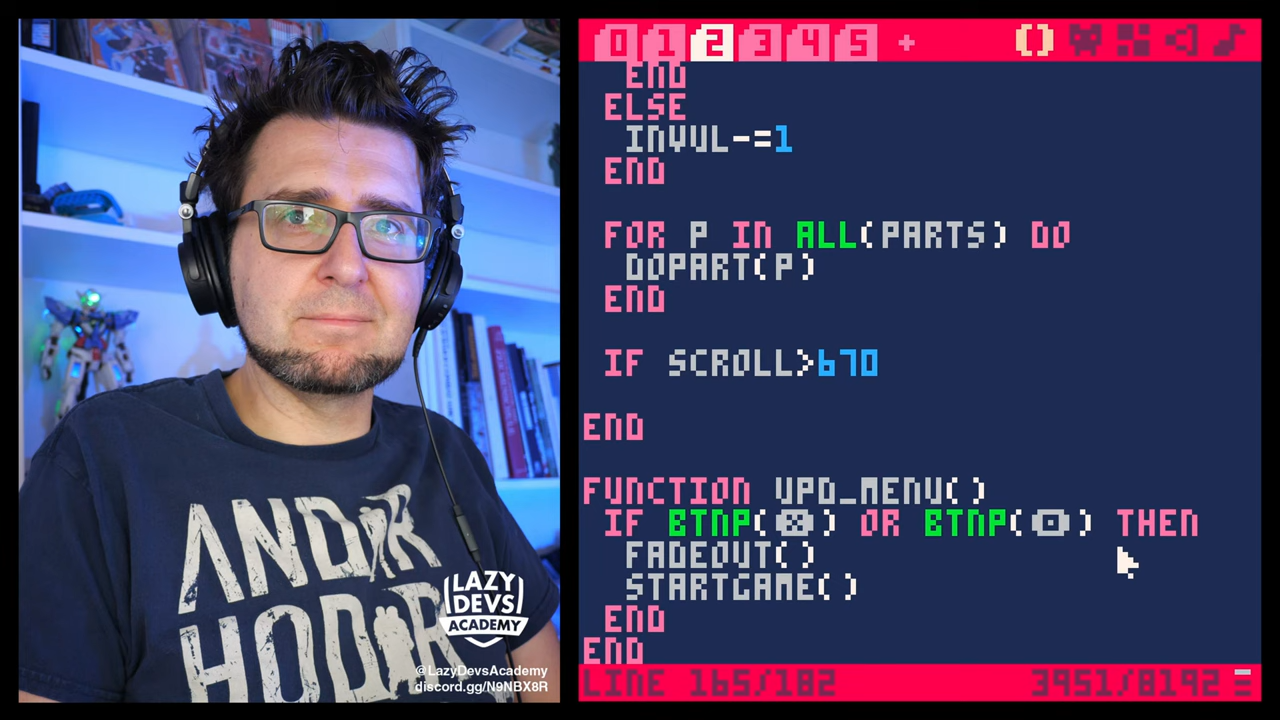 ANDOR
HODOR
LAZY
DEVS
ACADEMY
@LazyDevsAcademy
discord.gg/N9NBX8R
0 1 2 3 4 5 +
END
ELSE
INVUL-=1
END
FOR P IN ALL(PARTS) DO
DOPART(P)
END
IF SCROLL>670
END
FUNCTION UPD_MENU()
IF BTNP(❎) OR BTNP(🅾️) THEN
FADEOUT()
STARTGAME()
END
END
LINE 165/182
3951/8192